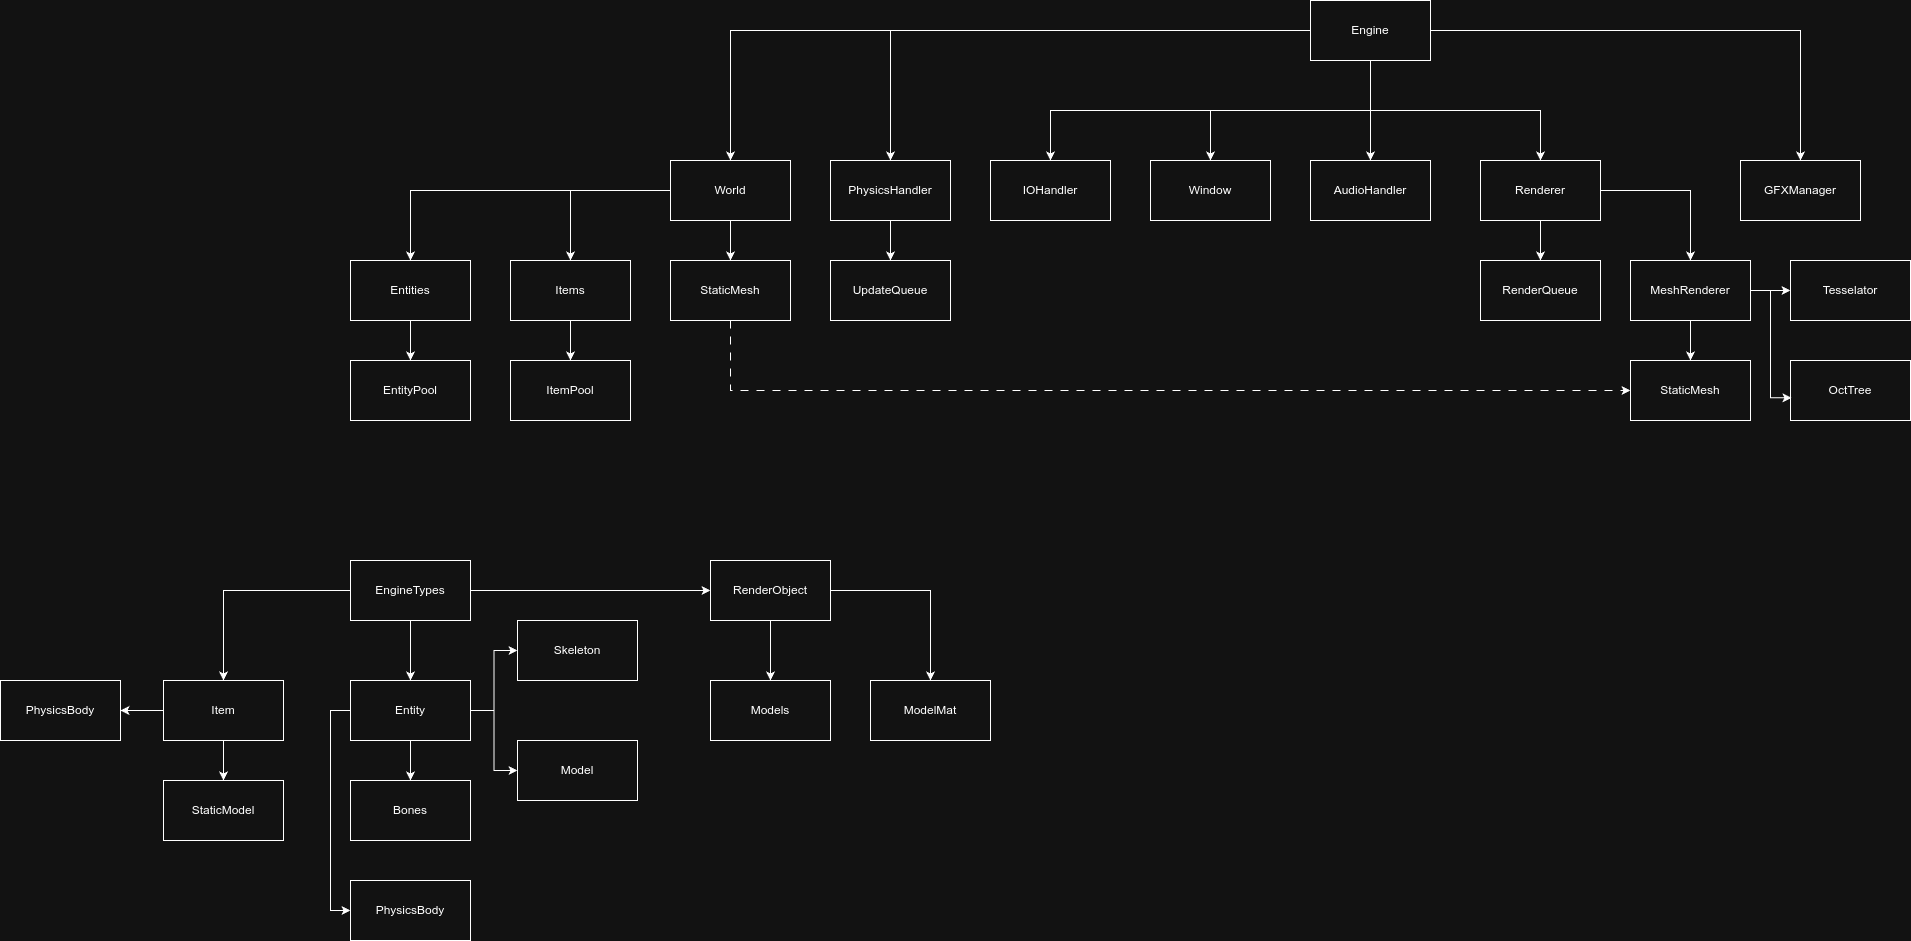 Engine
World
PhysicsHandler
IOHandler
Window
AudioHandler
Renderer
GFXManager
Entities
Items
StaticMesh
UpdateQueue
RenderQueue
MeshRenderer
Tesselator
EntityPool
ItemPool
StaticMesh
OctTree
EngineTypes
RenderObject
Skeleton
PhysicsBody
Item
Entity
Models
ModelMat
Model
StaticModel
Bones
PhysicsBody